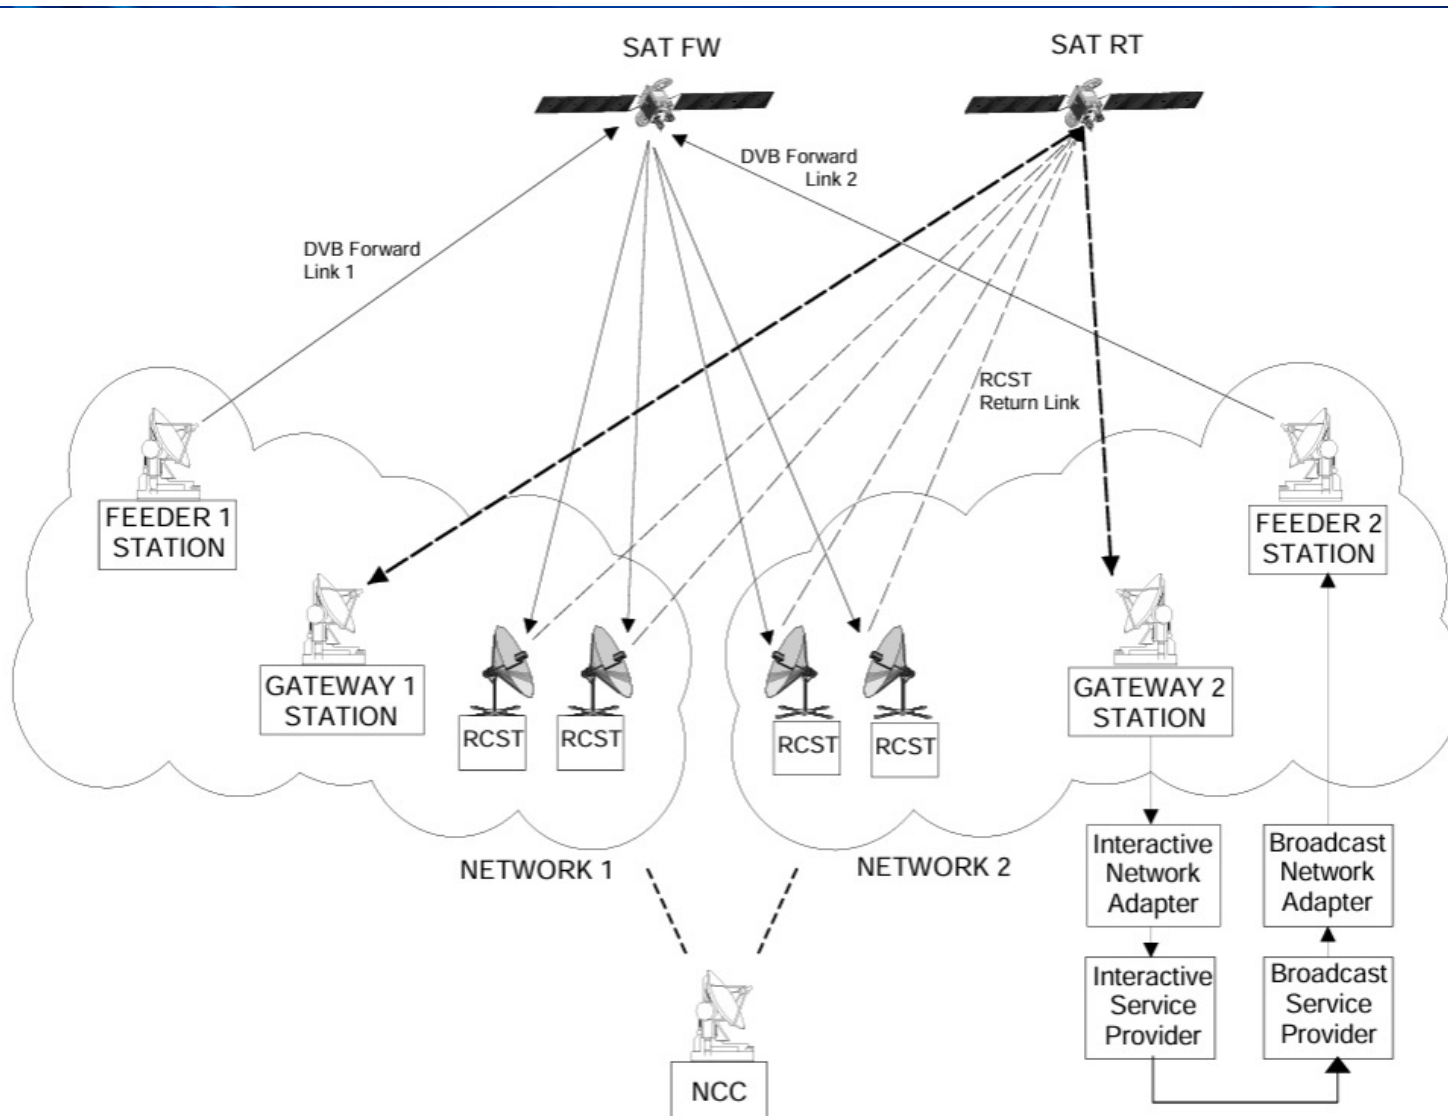 SAT FW
SAT RT
DVB Forward
Link 2
DVB Forward
Link 1
RCST
Return Link
FEEDER 1
STATION
FEEDER 2
STATION
GATEWAY 1
STATION
GATEWAY 2
STATION
RCST
RCST
RCST
RCST
NETWORK 1
NETWORK 2
Interactive
Network
Adapter
Broadcast
Network
Adapter
Interactive
Service
Provider
Broadcast
Service
Provider
NCC